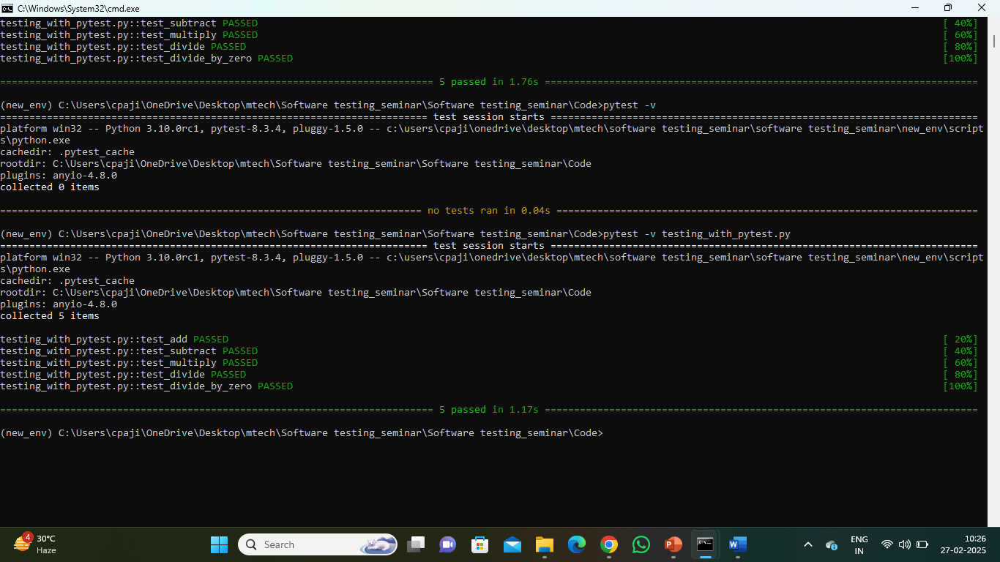 C:\Windows\System32\cmd.exe
testing_with_pytest.py::test_subtract PASSED [ 40%]
testing_with_pytest.py::test_multiply PASSED [ 60%]
testing_with_pytest.py::test_divide PASSED [ 80%]
testing_with_pytest.py::test_divide_by_zero PASSED [100%]
========================================================================== 5 passed in 1.76s ==========================================================================
(new_env) C:\Users\cpaji\OneDrive\Desktop\mtech\Software testing_seminar\Software testing_seminar\Code>pytest -v
========================================================================= test session starts =========================================================================
platform win32 -- Python 3.10.0rc1, pytest-8.3.4, pluggy-1.5.0 -- c:\users\cpaji\onedrive\desktop\mtech\software testing_seminar\software testing_seminar\new_env\script
s\python.exe
cachedir: .pytest_cache
rootdir: C:\Users\cpaji\OneDrive\Desktop\mtech\Software testing_seminar\Software testing_seminar\Code
plugins: anyio-4.8.0
collected 0 items
======================================================================== no tests ran in 0.04s ========================================================================
(new_env) C:\Users\cpaji\OneDrive\Desktop\mtech\Software testing_seminar\Software testing_seminar\Code>pytest -v testing_with_pytest.py
========================================================================= test session starts =========================================================================
platform win32 -- Python 3.10.0rc1, pytest-8.3.4, pluggy-1.5.0 -- c:\users\cpaji\onedrive\desktop\mtech\software testing_seminar\software testing_seminar\new_env\script
s\python.exe
cachedir: .pytest_cache
rootdir: C:\Users\cpaji\OneDrive\Desktop\mtech\Software testing_seminar\Software testing_seminar\Code
plugins: anyio-4.8.0
collected 5 items
testing_with_pytest.py::test_add PASSED [ 20%]
testing_with_pytest.py::test_subtract PASSED [ 40%]
testing_with_pytest.py::test_multiply PASSED [ 60%]
testing_with_pytest.py::test_divide PASSED [ 80%]
testing_with_pytest.py::test_divide_by_zero PASSED [100%]
========================================================================== 5 passed in 1.17s ==========================================================================
(new_env) C:\Users\cpaji\OneDrive\Desktop\mtech\Software testing_seminar\Software testing_seminar\Code>
4
30°C
Haze
Search
ENG
IN
10:26
27-02-2025